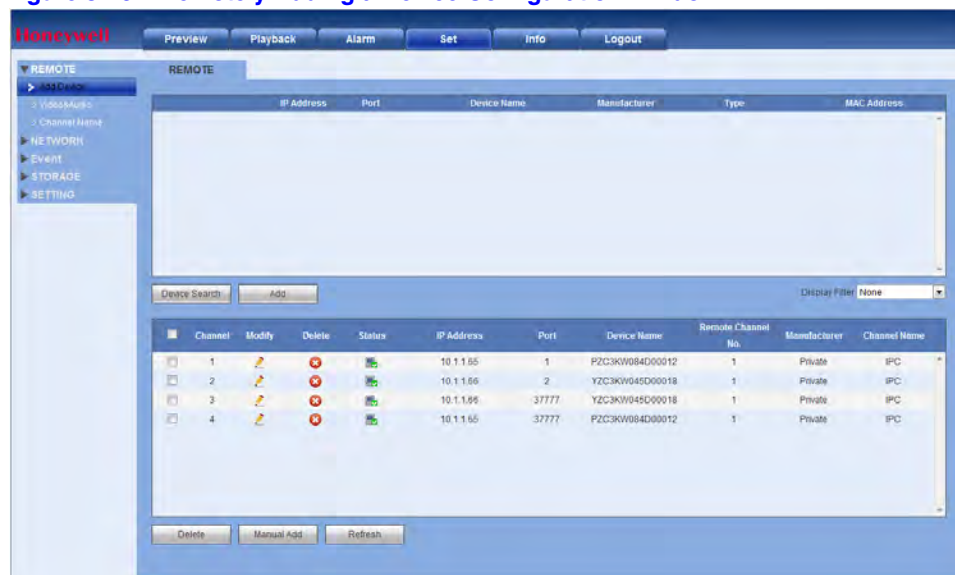 Honeywell
Preview Playback Alarm Set Info Logout
REMOTE
Add Device
Video&Audio
Channel Name
NETWORK
Event
STORAGE
SETTING
REMOTE
IP Address Port Device Name Manufacturer Type MAC Address
Device Search Add Display Filter None
Channel Modify Delete Status IP Address Port Device Name Remote Channel No. Manufacturer Channel Name
1 10.1.1.65 1 PZC3KW084D00012 1 Private IPC
2 10.1.1.66 2 YZC3KW045D00018 1 Private IPC
3 10.1.1.66 37777 YZC3KW045D00018 1 Private IPC
4 10.1.1.65 37777 PZC3KW084D00012 1 Private IPC
Delete Manual Add Refresh